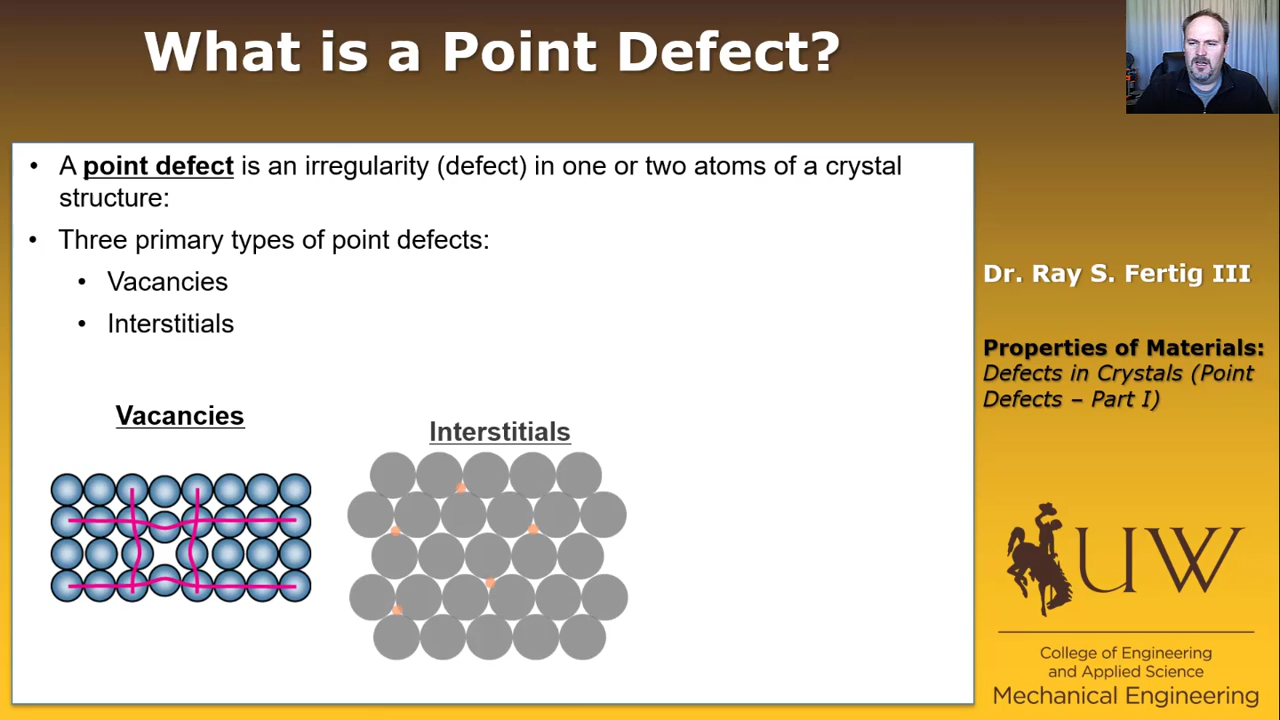 What is a Point Defect?
• A point defect is an irregularity (defect) in one or two atoms of a crystal
structure:
• Three primary types of point defects:
• Vacancies
• Interstitials
Vacancies
Interstitials
Dr. Ray S. Fertig III
Properties of Materials:
Defects in Crystals (Point
Defects – Part I)
UW
College of Engineering
and Applied Science
Mechanical Engineering